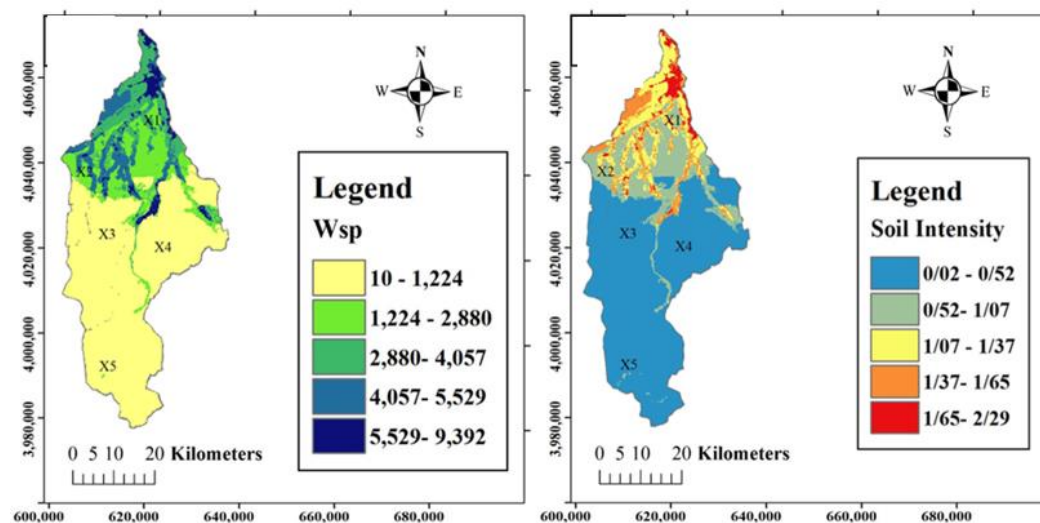 N
W E
S
4,060,000
4,040,000
4,020,000
4,000,000
3,980,000
X1
X2
X3
X4
X5
Legend
Wsp
10 - 1,224
1,224 - 2,880
2,880- 4,057
4,057- 5,529
5,529- 9,392
0 5 10 20 Kilometers
600,000 620,000 640,000 660,000 680,000
N
W E
S
4,060,000
4,040,000
4,020,000
4,000,000
3,980,000
X1
X2
X3
X4
X5
Legend
Soil Intensity
0/02 - 0/52
0/52- 1/07
1/07 - 1/37
1/37- 1/65
1/65- 2/29
0 5 10 20 Kilometers
600,000 620,000 640,000 660,000 680,000